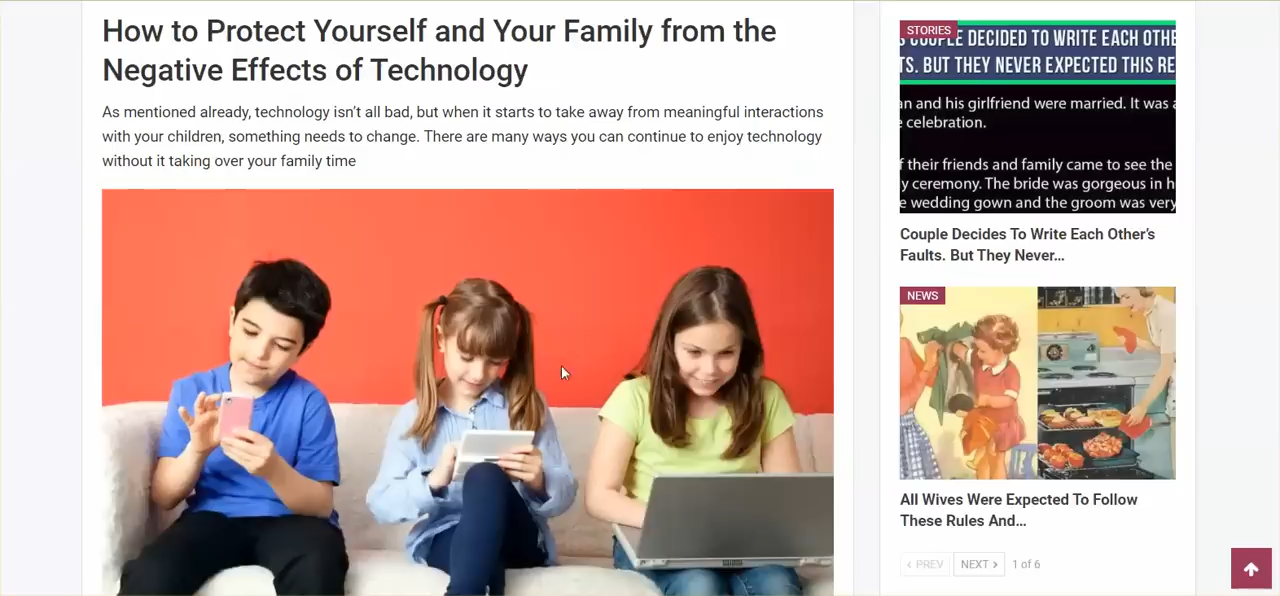 How to Protect Yourself and Your Family from the
Negative Effects of Technology
As mentioned already, technology isn’t all bad, but when it starts to take away from meaningful interactions
with your children, something needs to change. There are many ways you can continue to enjoy technology
without it taking over your family time
STORIES
COUPLE DECIDED TO WRITE EACH OTHE
TS. BUT THEY NEVER EXPECTED THIS RE
an and his girlfriend were married. It was a
celebration.
f their friends and family came to see the
y ceremony. The bride was gorgeous in h
e wedding gown and the groom was very
Couple Decides To Write Each Other’s
Faults. But They Never...
NEWS
All Wives Were Expected To Follow
These Rules And...
PREV
NEXT
1 of 6